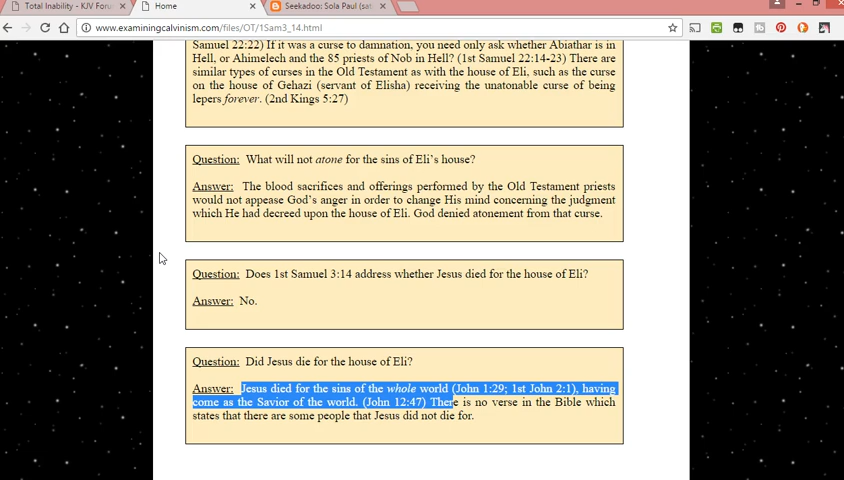 Total Inability - KJV Foru
Home
Seekadoo: Sola Paul (sal
www.examiningcalvinism.com/files/OT/1Sam3_14.html
Samuel 22:22) If it was a curse to damnation, you need only ask whether Abiathar is in
Hell, or Ahimelech and the 85 priests of Nob in Hell? (1st Samuel 22:14-23) There are
similar types of curses in the Old Testament as with the house of Eli, such as the curse
on the house of Gehazi (servant of Elisha) receiving the unatonable curse of being
lepers forever. (2nd Kings 5:27)
Question: What will not atone for the sins of Eli's house?
Answer: The blood sacrifices and offerings performed by the Old Testament priests
would not appease God's anger in order to change His mind concerning the judgment
which He had decreed upon the house of Eli. God denied atonement from that curse.
Question: Does 1st Samuel 3:14 address whether Jesus died for the house of Eli?
Answer: No.
Question: Did Jesus die for the house of Eli?
Answer: Jesus died for the sins of the whole world (John 1:29; 1st John 2:1), having
come as the Savior of the world. (John 12:47) There is no verse in the Bible which
states that there are some people that Jesus did not die for.